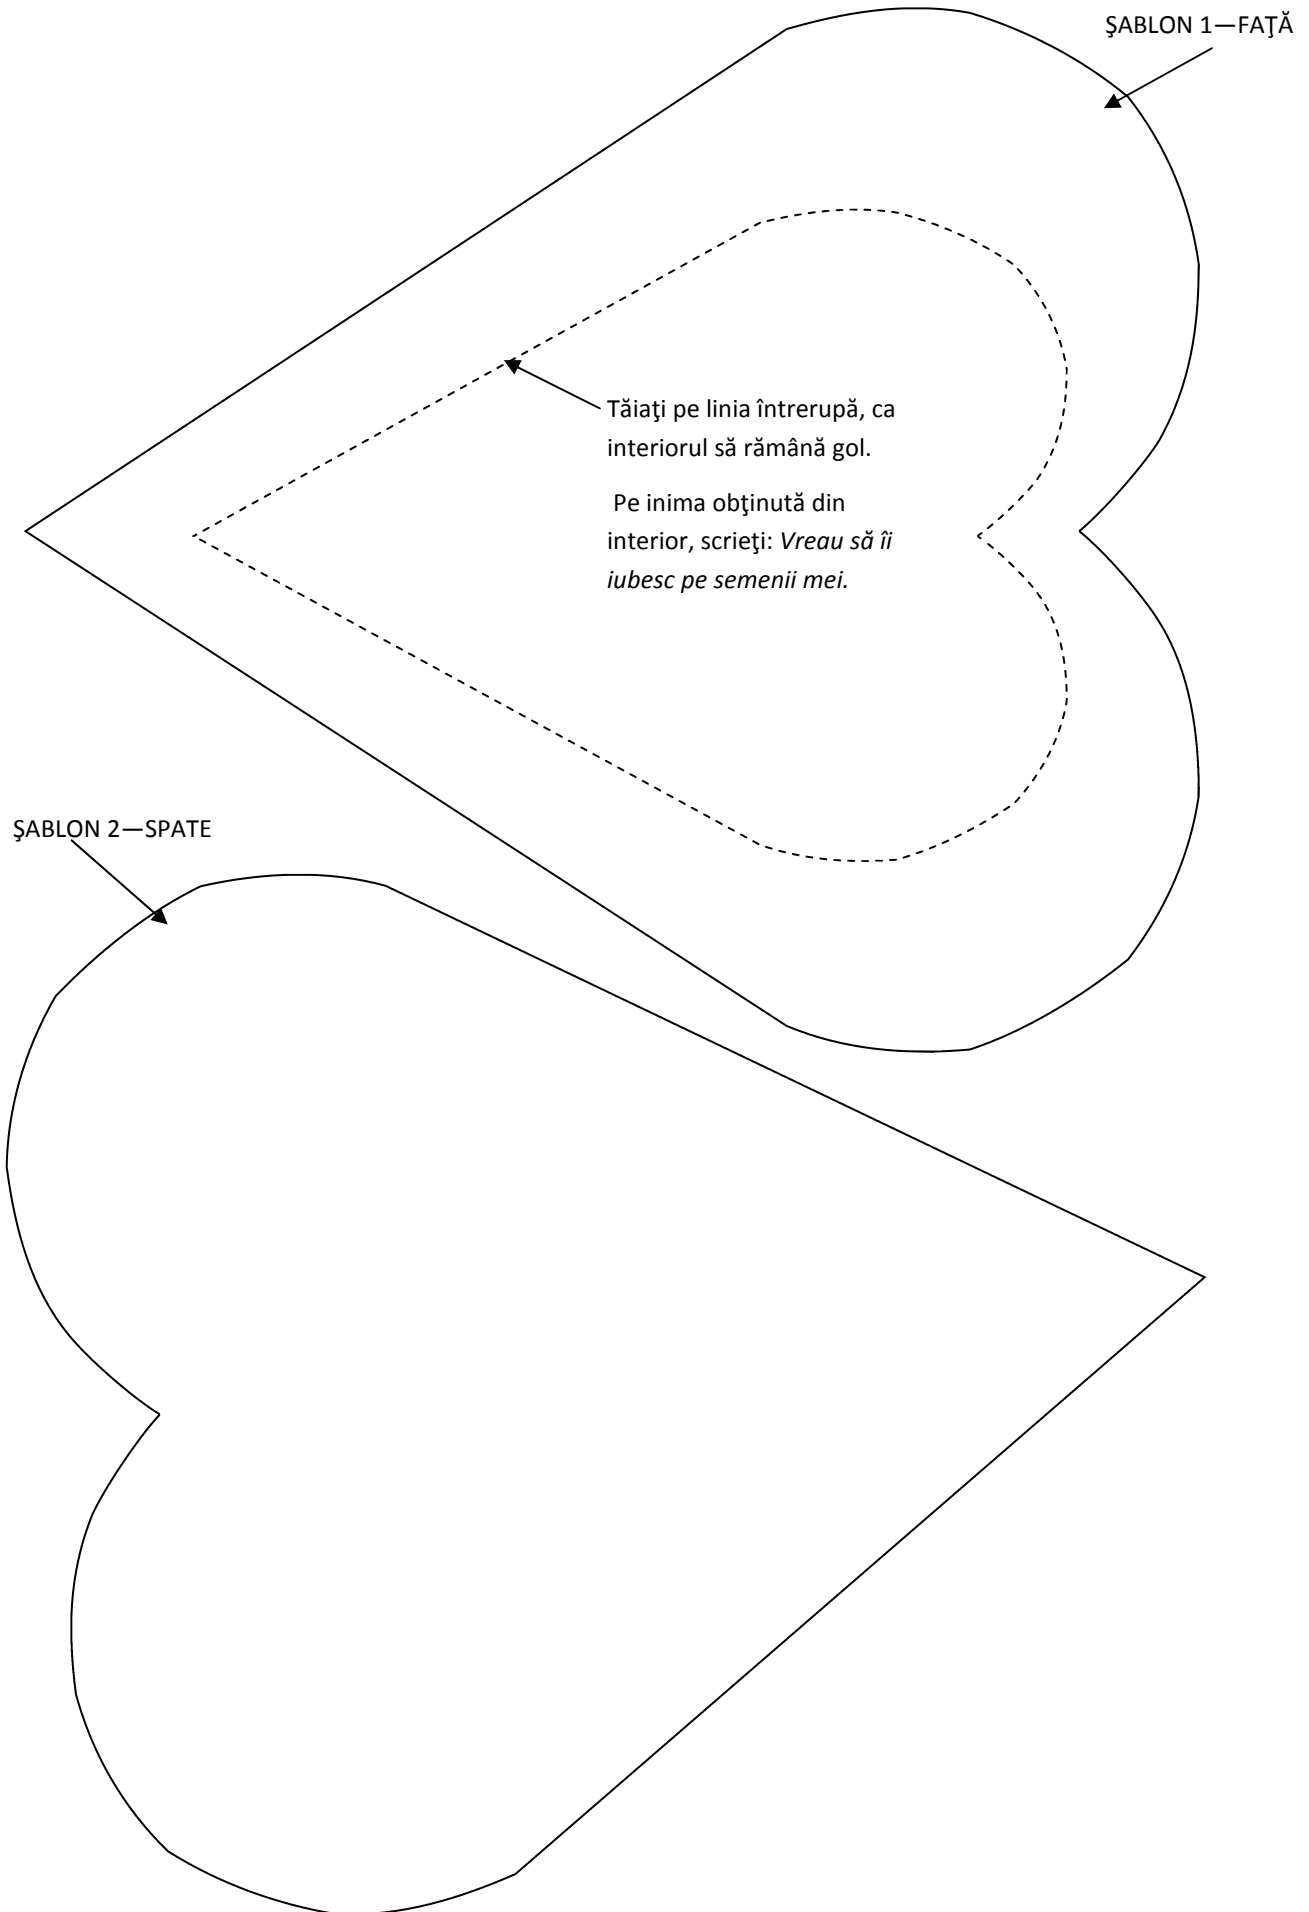 ŞABLON 1—FAŢĂ
Tăiaţi pe linia întrerupă, ca
interiorul să rămână gol.
Pe inima obţinută din
interior, scrieţi: Vreau să îi
iubesc pe semenii mei.
ŞABLON 2—SPATE